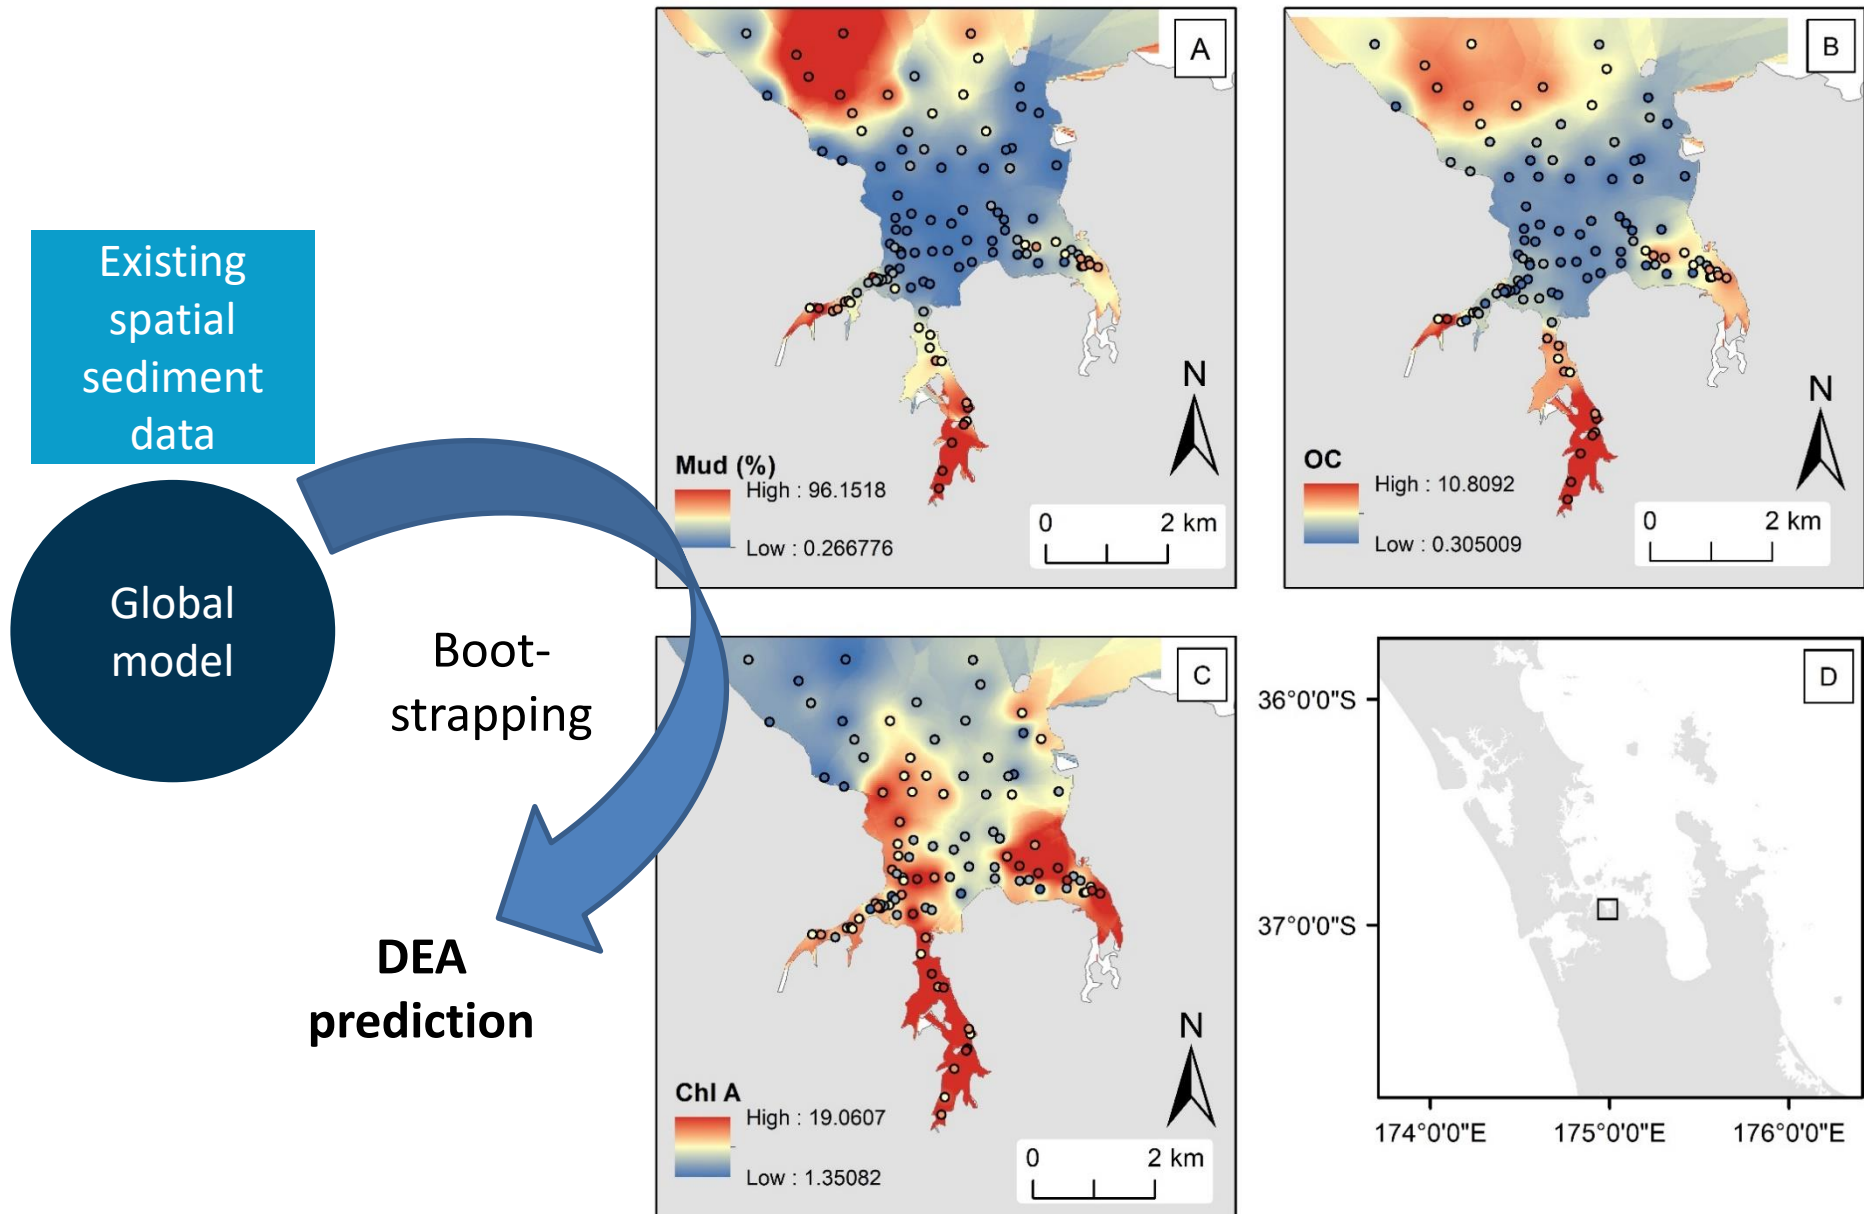 Existing
spatial
sediment
data
Global
model
Boot-
strapping
DEA
prediction
A
N
Mud (%)
High : 96.1518
Low : 0.266776
0 2 km
B
N
OC
High : 10.8092
Low : 0.305009
0 2 km
C
N
Chl A
High : 19.0607
Low : 1.35082
0 2 km
D
36°0'0"S
37°0'0"S
174°0'0"E 175°0'0"E 176°0'0"E